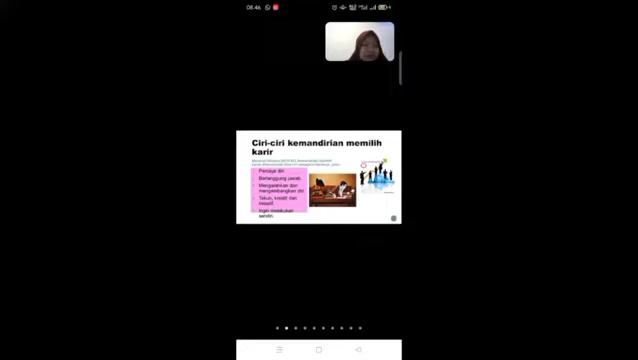 08.46
Ciri-ciri kemandirian memilih
karir
Percaya diri
Bertanggung jawab.
Mengarahkan dan
mengembangkan diri
Tekun, kreatif dan
inisiatif.
Ingin melakukan
sendiri.